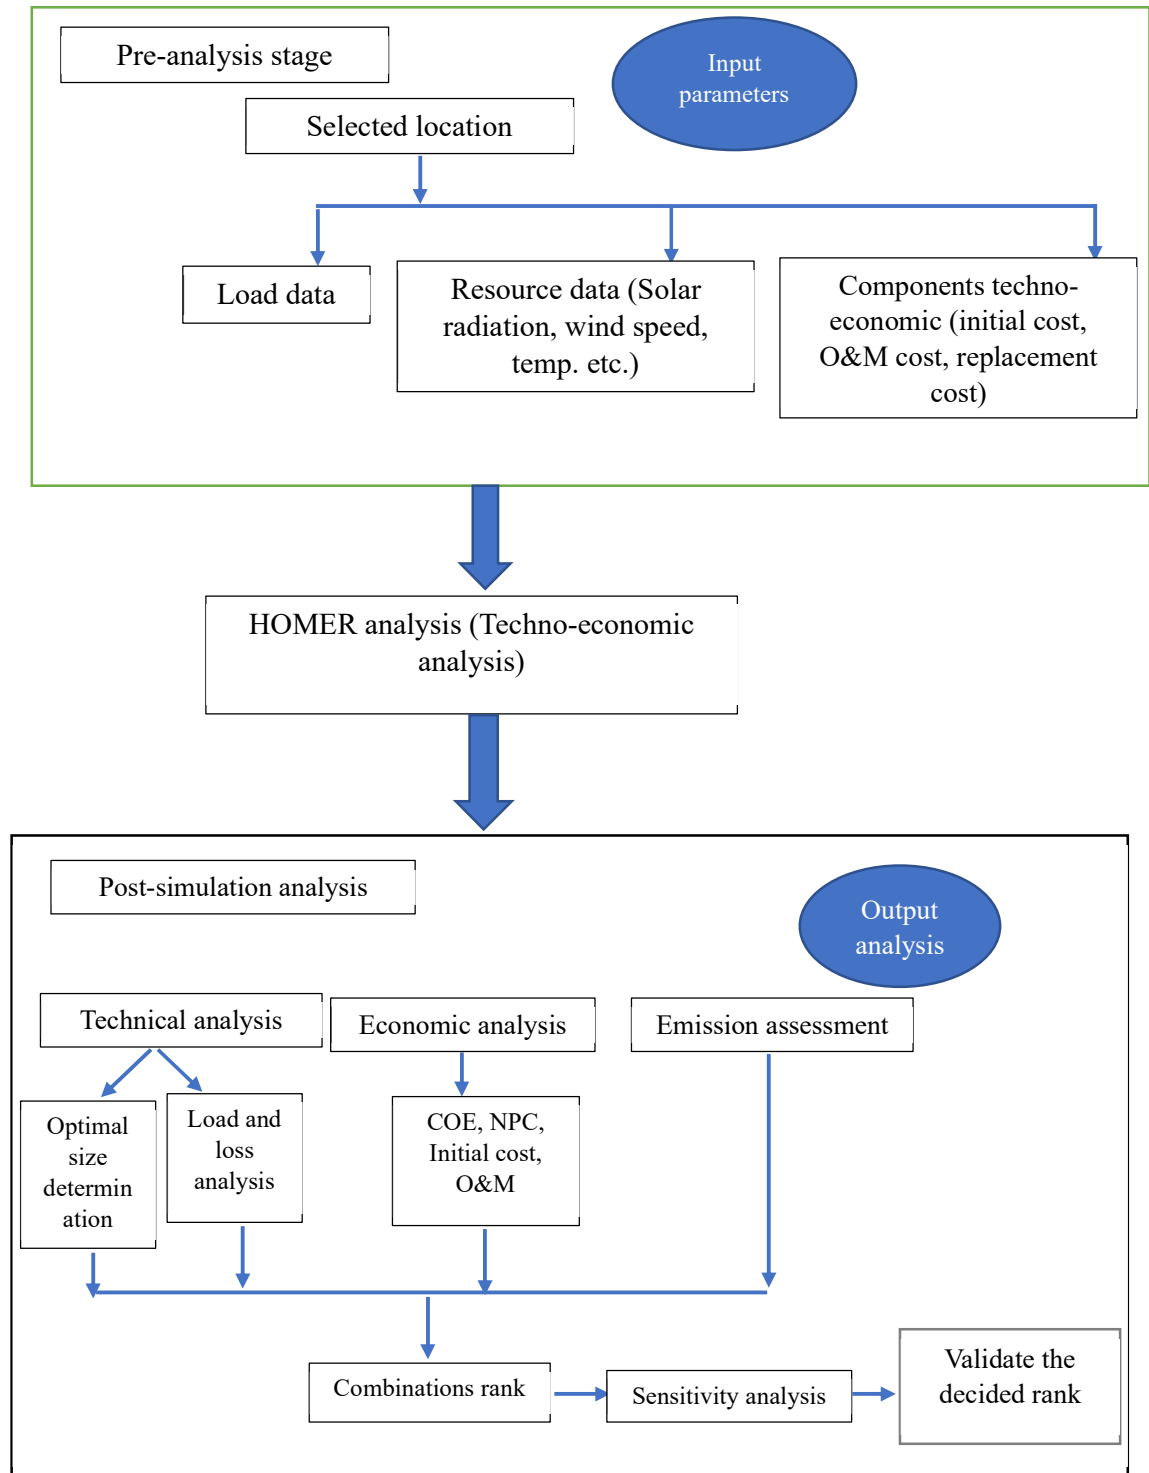 Pre-analysis stage
Input
parameters
Selected location
Load data
Resource data (Solar
radiation, wind speed,
temp. etc.)
Components techno-
economic (initial cost,
O&M cost, replacement
cost)
HOMER analysis (Techno-economic
analysis)
Post-simulation analysis
Output
analysis
Technical analysis
Economic analysis
Emission assessment
Optimal
size
determin
ation
Load and
loss
analysis
COE, NPC,
Initial cost,
O&M
Combinations rank
Sensitivity analysis
Validate the
decided rank